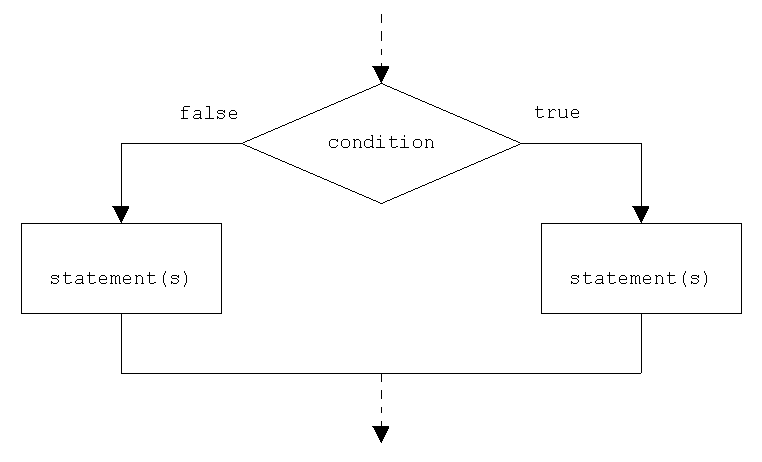 false
true
condition
statement(s)
statement(s)